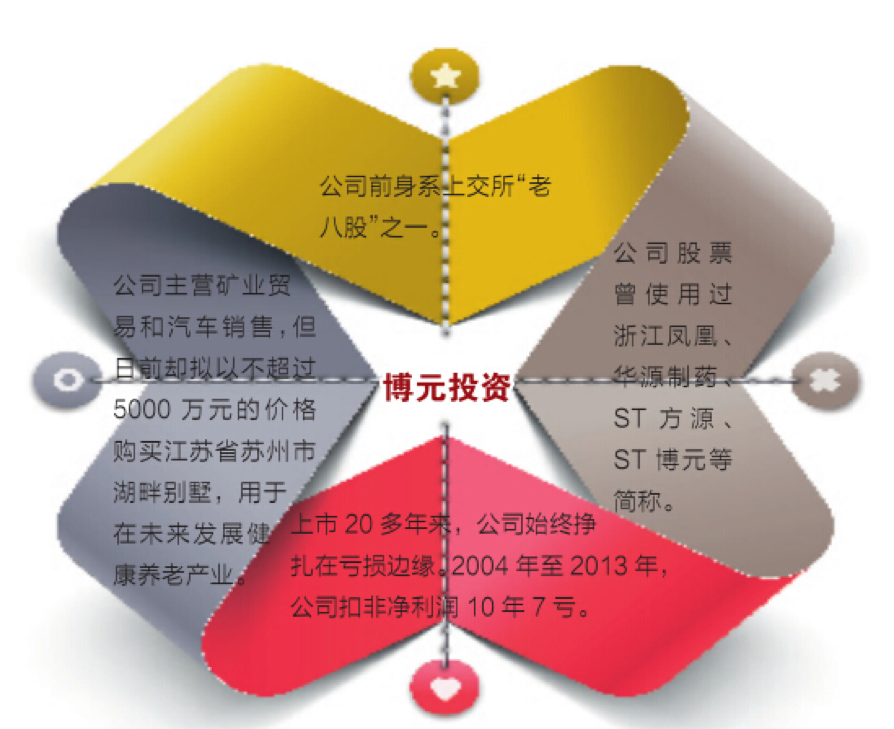 公司前身系上交所“老
八股”之一。
公司股票
曾使用过
浙江凤凰、
华源制药、
ST 方源、
ST 博元等
简称。
公司主营矿业贸
易和汽车销售,但
目前却拟以不超过
5000 万元的价格
购买江苏省苏州市
湖畔别墅，用于
在未来发展健
康养老产业。
博元投资
上市 20 多年来，公司始终挣
扎在亏损边缘。2004 年至 2013 年，
公司扣非净利润 10 年 7 亏。